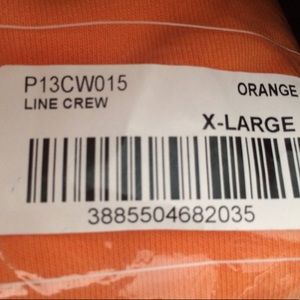 P13CW015
ORANGE
LINE CREW
X-LARGE
3885504682035